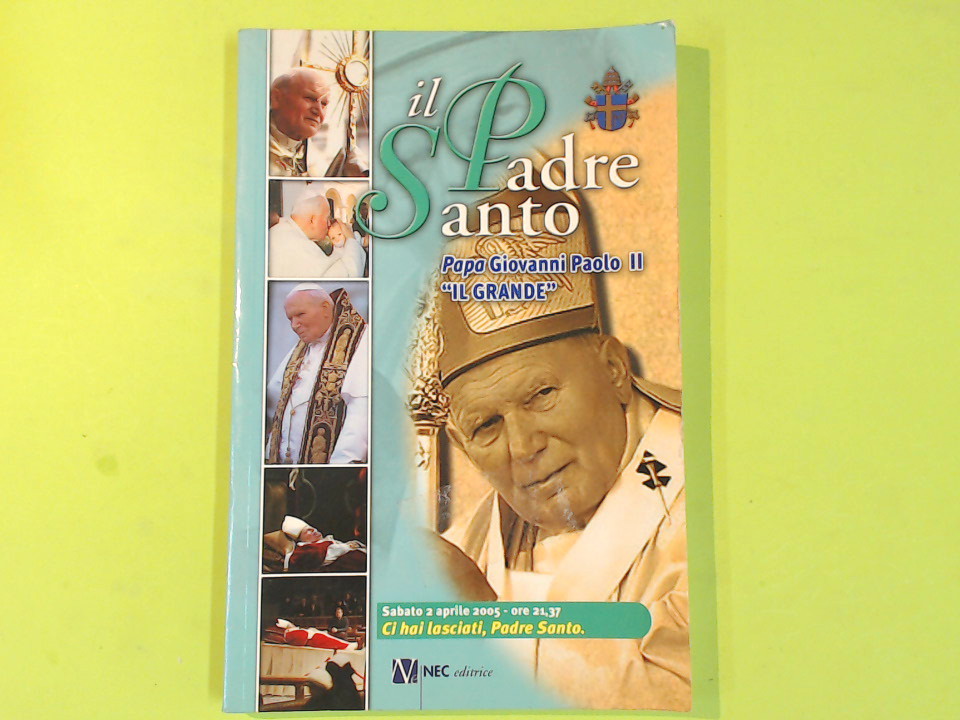 il
Padre
Santo
Papa Giovanni Paolo II
“IL GRANDE”
Sabato 2 aprile 2005 - ore 21,37
Ci hai lasciati, Padre Santo.
NEC editrice